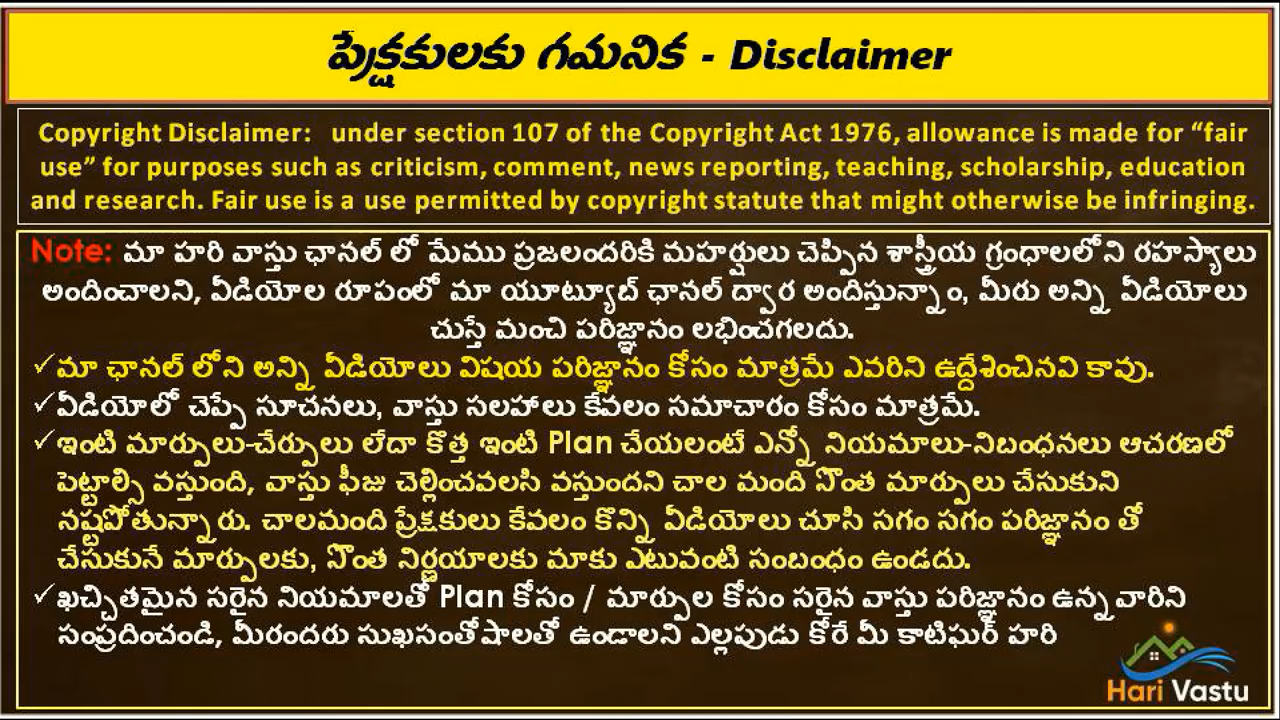 ప్రేక్షకులకు గమనిక - Disclaimer
Copyright Disclaimer: under section 107 of the Copyright Act 1976, allowance is made for “fair
use” for purposes such as criticism, comment, news reporting, teaching, scholarship, education
and research. Fair use is a use permitted by copyright statute that might otherwise be infringing.
Note: మా హరి వాస్తు ఛానల్ లో మేము ప్రజలందరికి మహర్షులు చెప్పిన శాస్త్రీయ గ్రంధాలలోని రహస్యాలు
అందించాలని, వీడియోల రూపంలో మా యూట్యూబ్ ఛానల్ ద్వార అందిస్తున్నాం, మీరు అన్ని వీడియోలు
చుస్తే మంచి పరిజ్ఞానం లభించగలదు.
✓మా ఛానల్ లోని అన్ని వీడియోలు విషయ పరిజ్ఞానం కోసం మాత్రమే ఎవరిని ఉద్దేశించినవి కావు.
✓వీడియోలో చెప్పే సూచనలు, వాస్తు సలహాలు కేవలం సమాచారం కోసం మాత్రమే.
✓ఇంటి మార్పులు-చేర్పులు లేదా కొత్త ఇంటి Plan చేయలంటే ఎన్నో నియమాలు-నిబంధనలు ఆచరణలో
పెట్టాల్సి వస్తుంది, వాస్తు ఫీజు చెల్లించవలసి వస్తుందని చాల మంది సొంత మార్పులు చేసుకుని
నష్టపోతున్నారు. చాలమంది ప్రేక్షకులు కేవలం కొన్ని వీడియోలు చూసి సగం సగం పరిజ్ఞానం తో
చేసుకునే మార్పులకు, సొంత నిర్ణయాలకు మాకు ఎటువంటి సంబంధం ఉండదు.
✓ఖచ్చితమైన సరైన నియమాలతో Plan కోసం / మార్పుల కోసం సరైన వాస్తు పరిజ్ఞానం ఉన్నవారిని
సంప్రదించండి, మీరందరు సుఖసంతోషాలతో ఉండాలని ఎల్లపుడు కోరే మీ కాటిఘర్ హరి
Hari Vastu